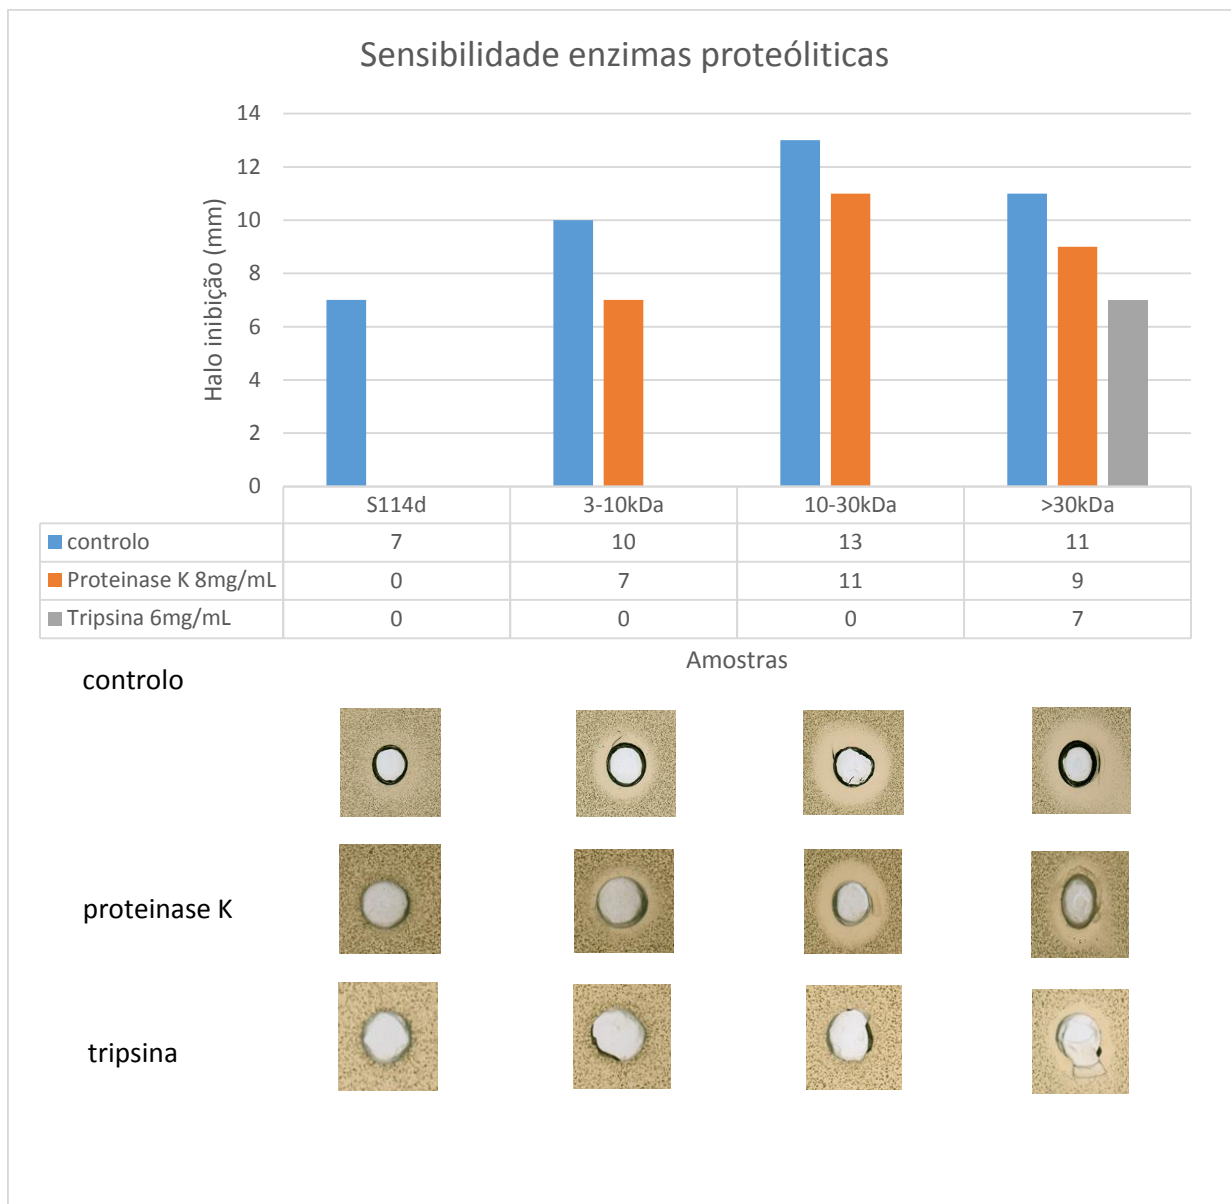 Sensibilidade enzimas proteóliticas
Halo inibição (mm)
14
12
10
8
6
4
2
0
S114d 3-10kDa 10-30kDa >30kDa
controlo 7 10 13 11
Proteinase K 8mg/mL 0 7 11 9
Tripsina 6mg/mL 0 0 0 7
Amostras
controlo
proteinase K
tripsina